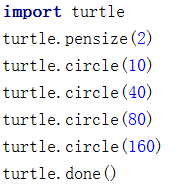 import turtle
turtle.pensize(2)
turtle.circle(10)
turtle.circle(40)
turtle.circle(80)
turtle.circle(160)
turtle.done()